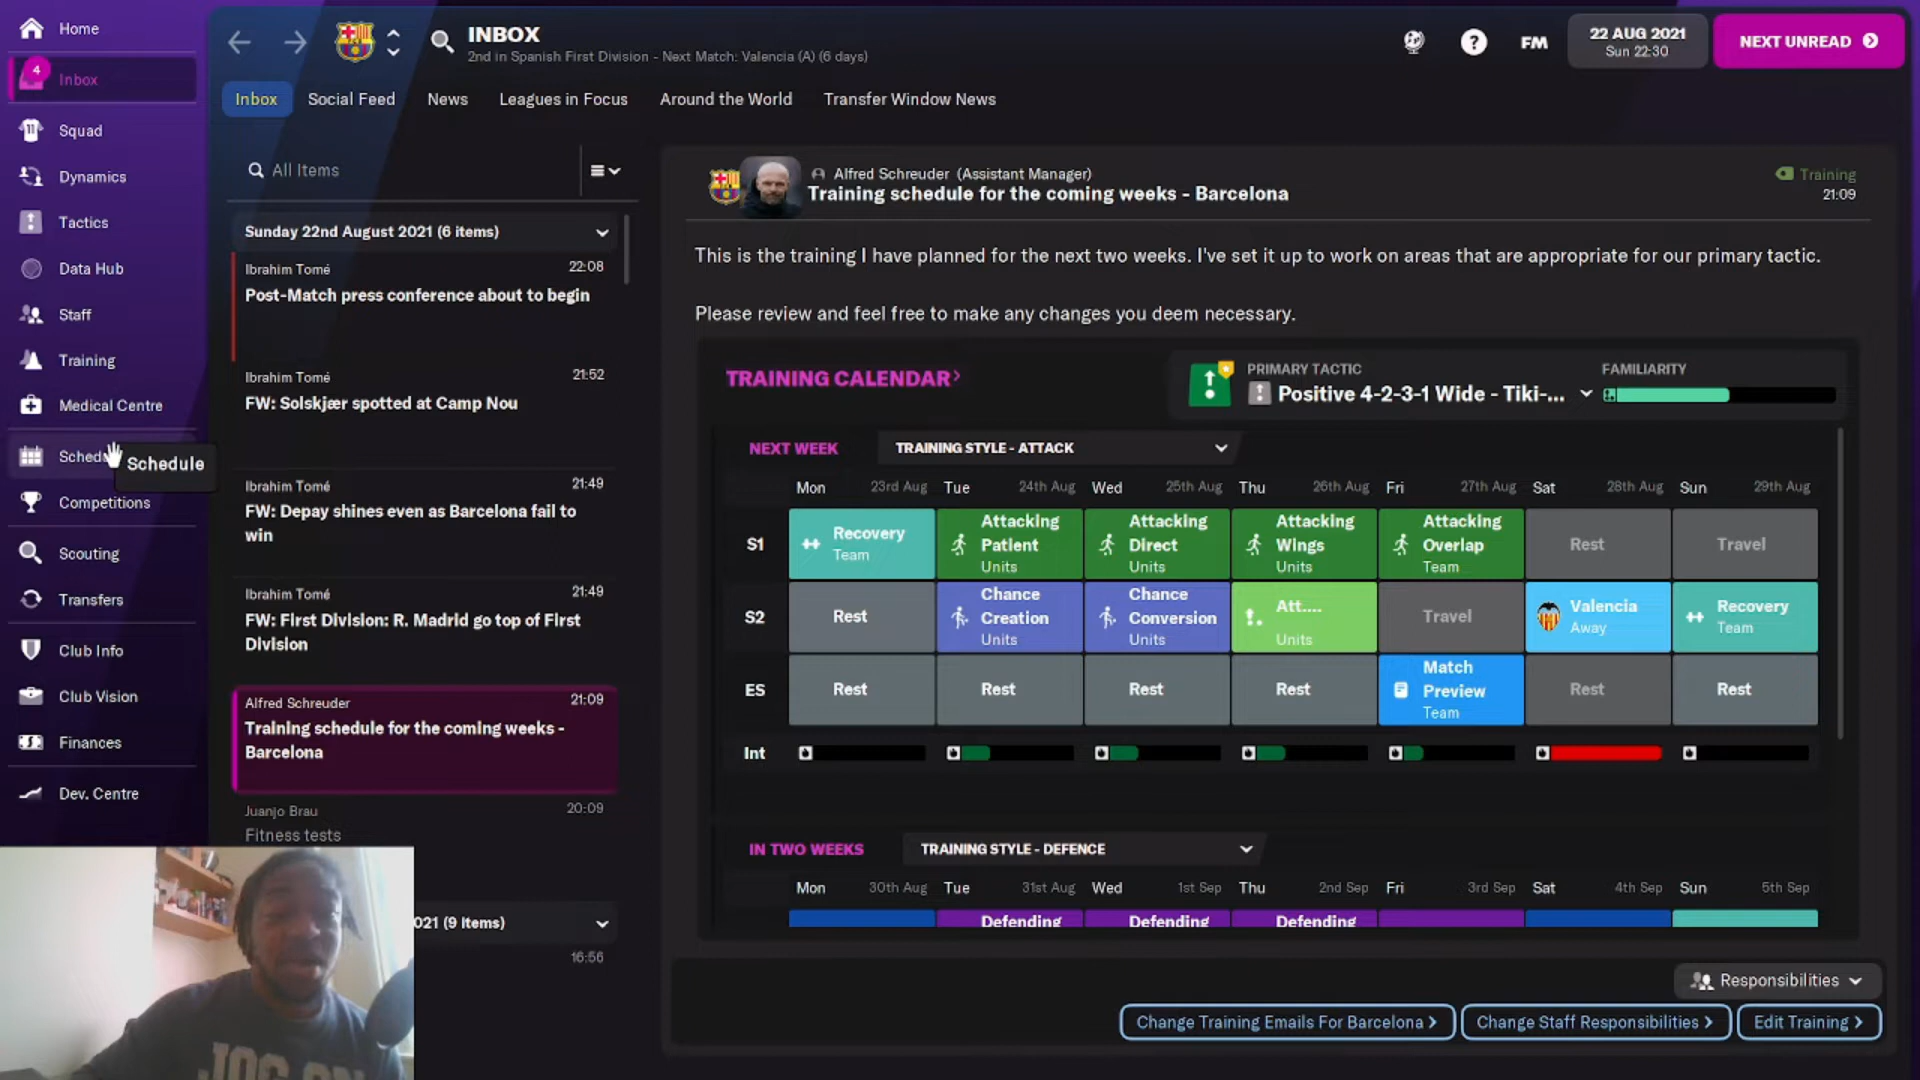 Home
4
Inbox
Squad
Dynamics
Tactics
Data Hub
Staff
Training
Medical Centre
Schedule
Competitions
Scouting
Transfers
Club Info
Club Vision
Finances
Dev. Centre
INBOX
2nd in Spanish First Division - Next Match: Valencia (A) (6 days)
?
FM
22 AUG 2021
Sun 22:30
NEXT UNREAD
Inbox
Social Feed
News
Leagues in Focus
Around the World
Transfer Window News
All Items
Sunday 22nd August 2021 (6 items)
Ibrahim Tomé 22:08
Post-Match press conference about to begin
Ibrahim Tomé 21:52
FW: Solskjær spotted at Camp Nou
Ibrahim Tomé 21:49
FW: Depay shines even as Barcelona fail to
win
Ibrahim Tomé 21:49
FW: First Division: R. Madrid go top of First
Division
Alfred Schreuder 21:09
Training schedule for the coming weeks -
Barcelona
Juanjo Brau 20:09
Fitness tests
021 (9 items)
16:56
Alfred Schreuder (Assistant Manager)
Training schedule for the coming weeks - Barcelona
Training
21:09
This is the training I have planned for the next two weeks. I've set it up to work on areas that are appropriate for our primary tactic.
Please review and feel free to make any changes you deem necessary.
TRAINING CALENDAR
PRIMARY TACTIC
Positive 4-2-3-1 Wide - Tiki-...
FAMILIARITY
NEXT WEEK
TRAINING STYLE - ATTACK
Mon 23rd Aug Tue 24th Aug Wed 25th Aug Thu 26th Aug Fri 27th Aug Sat 28th Aug Sun 29th Aug
S1
Recovery
Team
Attacking
Patient
Units
Attacking
Direct
Units
Attacking
Wings
Units
Attacking
Overlap
Team
Rest
Travel
S2
Rest
Chance
Creation
Units
Chance
Conversion
Units
Att....
Units
Travel
Valencia
Away
Recovery
Team
ES
Rest
Rest
Rest
Rest
Match
Preview
Team
Rest
Rest
Int
IN TWO WEEKS
TRAINING STYLE - DEFENCE
Mon 30th Aug Tue 31st Aug Wed 1st Sep Thu 2nd Sep Fri 3rd Sep Sat 4th Sep Sun 5th Sep
Defending
Defending
Defending
Responsibilities
Change Training Emails For Barcelona
Change Staff Responsibilities
Edit Training